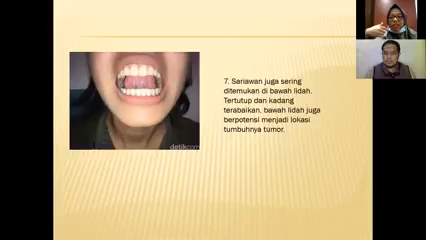 7. Sariawan juga sering
ditemukan di bawah lidah.
Tertutup dan kadang
terabaikan, bawah lidah juga
berpotensi menjadi lokasi
tumbuhnya tumor.
detikcom